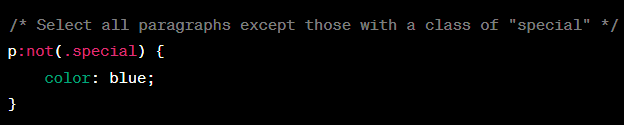 /* Select all paragraphs except those with a class of "special" */
p:not(.special) {
    color: blue;
}